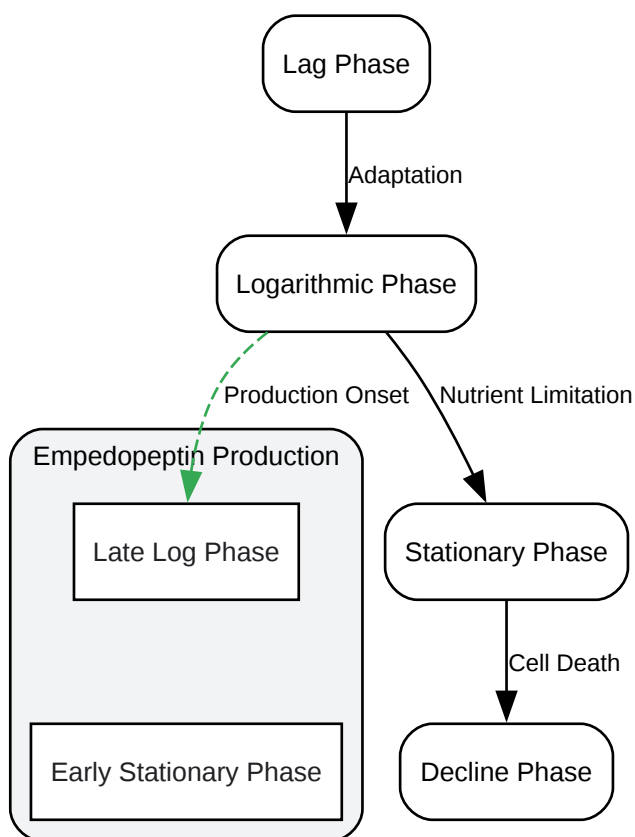 Lag Phase
Adaptation
Logarithmic Phase
Production Onset
Nutrient Limitation
Empedopeptin Production
Late Log Phase
Stationary Phase
Cell Death
Early Stationary Phase
Decline Phase